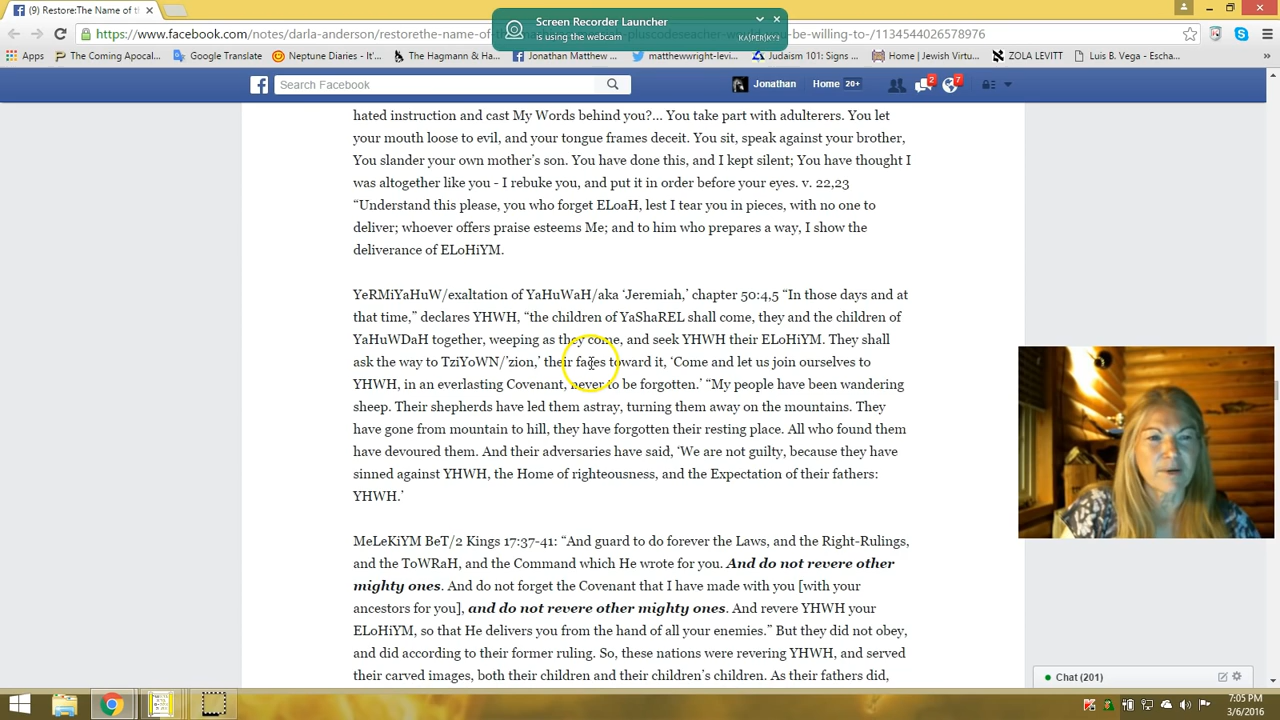 (9) Restore:The Name of th
Screen Recorder Launcher
is using the webcam
KASPERSKY
https://www.facebook.com/notes/darla-anderson/restorethe-name-of-th
be-willing-to-/1134544026578976
Apps
The Coming Apocal...
Google Translate
Neptune Diaries - It'...
The Hagmann & H...
Jonathan Matthew...
matthewwright-levi...
Judaism 101: A Gl...
Home | Jewish Virtu...
ZOLA LEVITT
Luis B. Vega - Escha...
Search Facebook
Jonathan
Home 20+
2
7
hated instruction and cast My Words behind you?... You take part with adulterers. You let
your mouth loose to evil, and your tongue frames deceit. You sit, speak against your brother,
You slander your own mother's son. You have done this, and I kept silent; You have thought I
was altogether like you - I rebuke you, and put it in order before your eyes. v. 22,23
“Understand this please, you who forget ELoaH, lest I tear you in pieces, with no one to
deliver; whoever offers praise esteems Me; and to him who prepares a way, I show the
deliverance of ELoHiYM.
YeRMiYaHuW/exaltation of YaHuWaH/aka ‘Jeremiah,’ chapter 50:4,5 “In those days and at
that time,” declares YHWH, “the children of YaShaREL shall come, they and the children of
YaHuWDaH together, weeping as they come, and seek YHWH their ELoHiYM. They shall
ask the way to TziYoWN/’zion,’ their faces toward it, ‘Come and let us join ourselves to
YHWH, in an everlasting Covenant, never to be forgotten.’ “My people have been wandering
sheep. Their shepherds have led them astray, turning them away on the mountains. They
have gone from mountain to hill, they have forgotten their resting place. All who found them
have devoured them. And their adversaries have said, ‘We are not guilty, because they have
sinned against YHWH, the Home of righteousness, and the Expectation of their fathers:
YHWH.’
MeLeKiYM BeT/2 Kings 17:37-41: “And guard to do forever the Laws, and the Right-Rulings,
and the ToWRaH, and the Command which He wrote for you. And do not revere other
mighty ones. And do not forget the Covenant that I have made with you [with your
ancestors for you], and do not revere other mighty ones. And revere YHWH your
ELoHiYM, so that He delivers you from the hand of all your enemies.” But they did not obey,
and did according to their former ruling. So, these nations were revering YHWH, and served
their carved images, both their children and their children’s children. As their fathers did,
Chat (201)
7:05 PM
3/6/2016